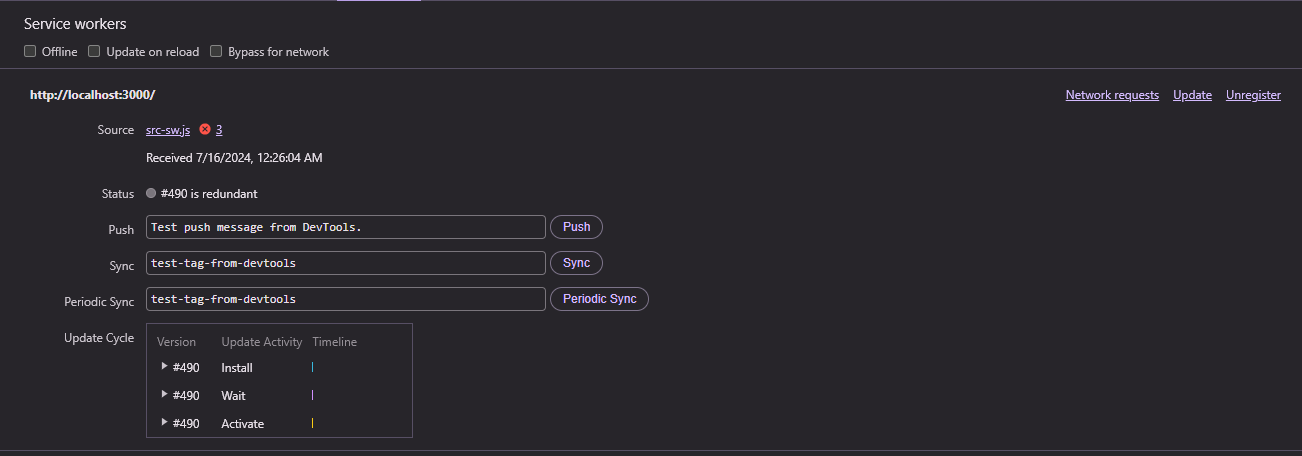 Service workers
Offline Update on reload Bypass for network
http://localhost:3000/ Network requests Update Unregister
Source src-sw.js 3
Received 7/16/2024, 12:26:04 AM
Status #490 is redundant
Push Test push message from DevTools. Push
Sync test-tag-from-devtools Sync
Periodic Sync test-tag-from-devtools Periodic Sync
Update Cycle Version Update Activity Timeline
#490 Install
#490 Wait
#490 Activate